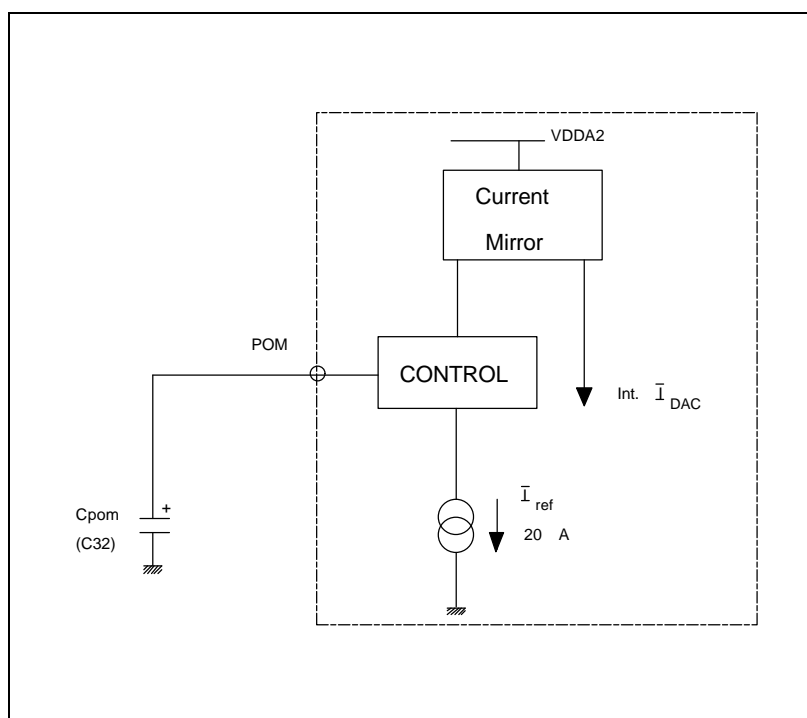 VDDA2
Current
Mirror
POM
CONTROL
Int. I DAC
I ref
20 A
Cpom
+
(C32)